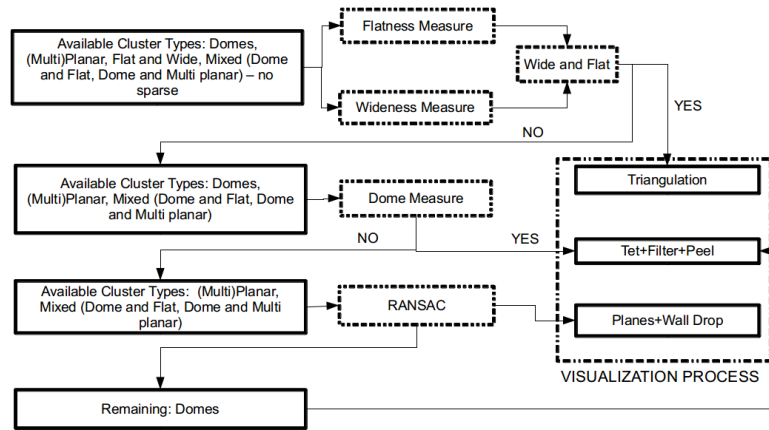 Available Cluster Types: Domes,
(Multi)Planar, Flat and Wide, Mixed (Dome
and Flat, Dome and Multi planar) – no
sparse
Flatness Measure
Wideness Measure
Wide and Flat
YES
NO
Available Cluster Types: Domes,
(Multi)Planar, Mixed (Dome and Flat, Dome
and Multi planar)
Dome Measure
Triangulation
NO
YES
Tet+Filter+Peel
Available Cluster Types: (Multi)Planar,
Mixed (Dome and Flat, Dome and Multi
planar)
RANSAC
Planes+Wall Drop
VISUALIZATION PROCESS
Remaining: Domes